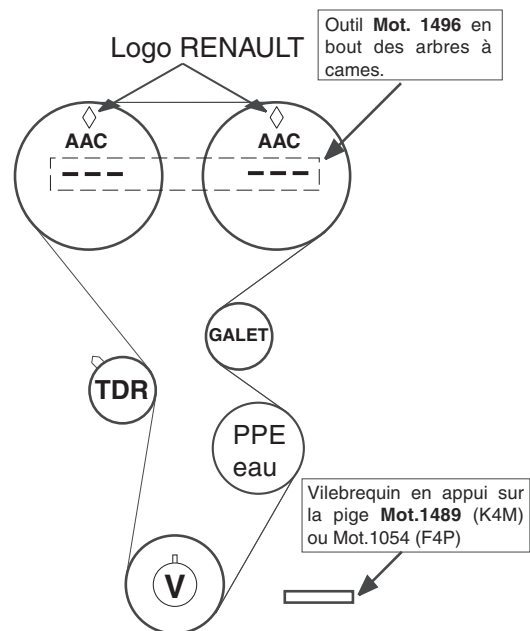 Logo RENAULT
Outil Mot. 1496 en
bout des arbres à
cames.
AAC
AAC
GALET
TDR
PPE
eau
Vilebrequin en appui sur
la pige Mot.1489 (K4M)
ou Mot.1054 (F4P)
V